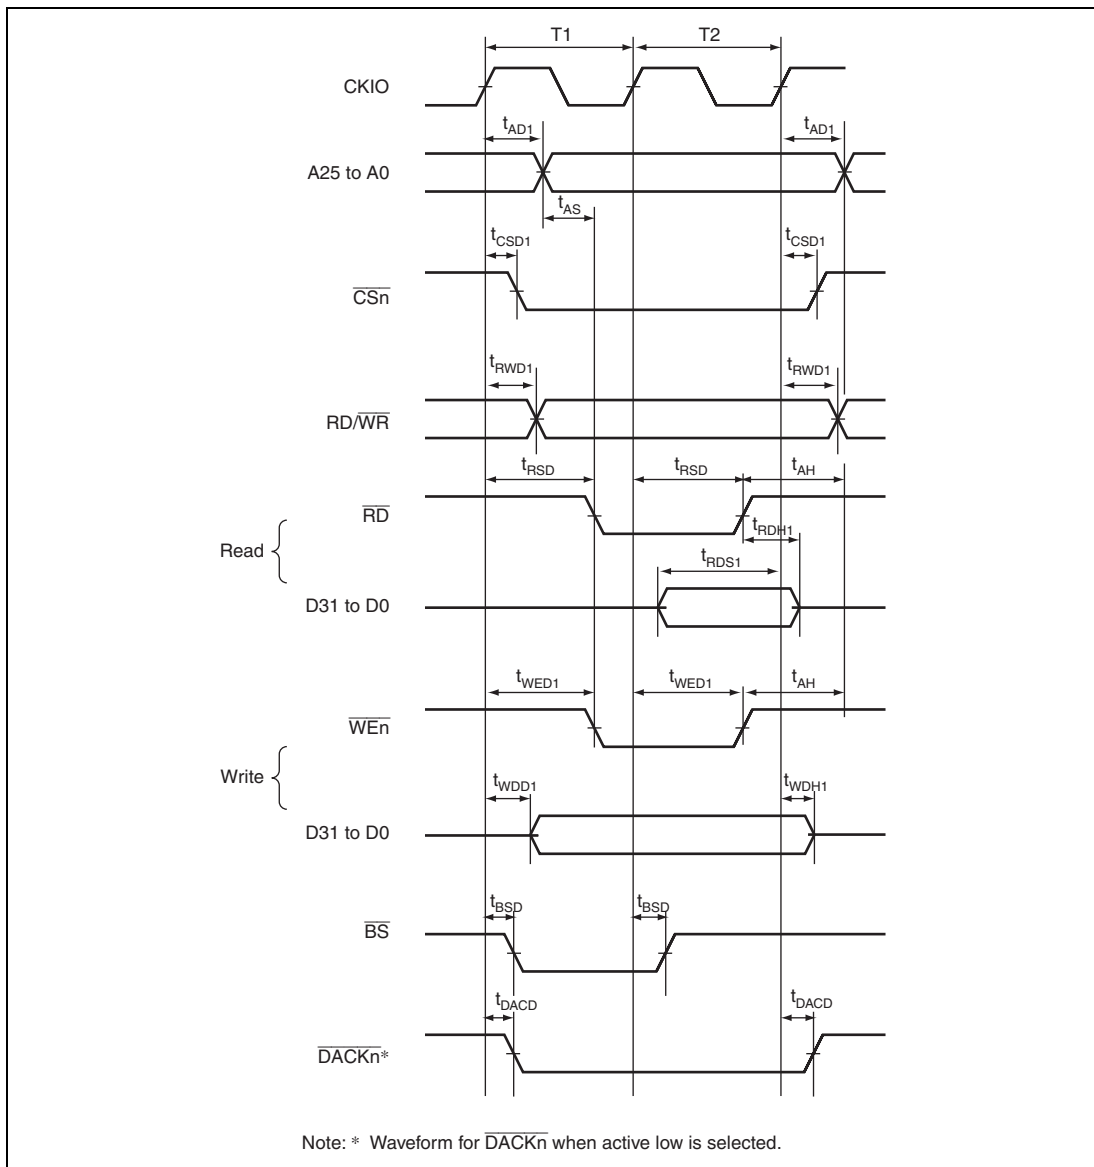 T1 T2
CKIO
tAD1 tAD1
A25 to A0
tAS
tCSD1 tCSD1
CSn
tRWD1 tRWD1
RD/WR
tRSD tRSD tAH
RD
tRDH1
Read
tRDS1
D31 to D0
tWED1 tWED1 tAH
WEn
Write
tWDD1 tWDH1
D31 to D0
tBSD tBSD
BS
tDACD tDACD
DACKn*
Note: * Waveform for DACKn when active low is selected.